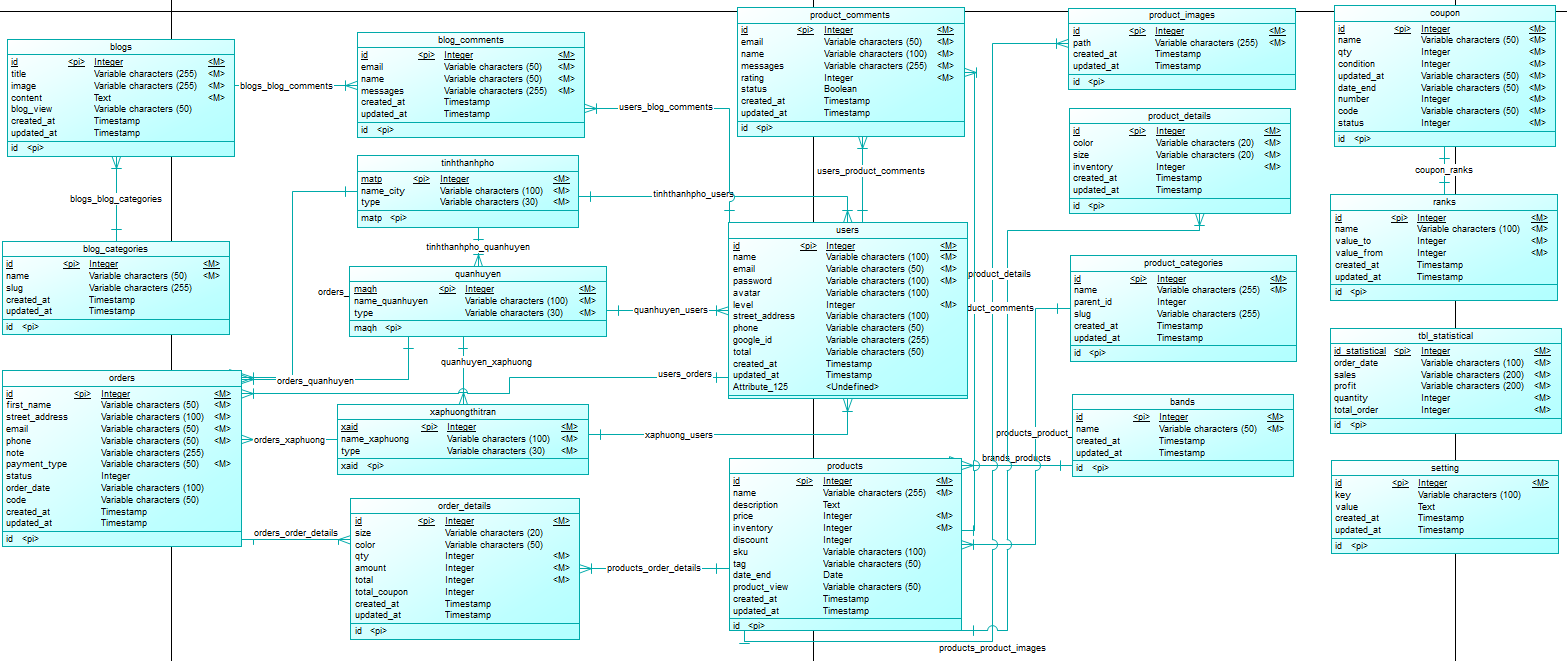 blogs
id <pi> Integer <M>
title Variable characters (255) <M>
image Variable characters (255) <M>
content Text <M>
blog_view Variable characters (50)
created_at Timestamp
updated_at Timestamp
id <pi>
blogs_blog_comments
blog_comments
id <pi> Integer <M>
email Variable characters (50) <M>
name Variable characters (50) <M>
messages Variable characters (255) <M>
created_at Timestamp
updated_at Timestamp
id <pi>
users_blog_comments
product_comments
id <pi> Integer <M>
email Variable characters (50) <M>
name Variable characters (100) <M>
messages Variable characters (255) <M>
rating Integer <M>
status Boolean
created_at Timestamp
updated_at Timestamp
id <pi>
product_images
id <pi> Integer <M>
path Variable characters (255) <M>
created_at Timestamp
updated_at Timestamp
id <pi>
coupon
id <pi> Integer <M>
name Variable characters (50) <M>
qty Integer <M>
condition Integer <M>
updated_at Variable characters (50) <M>
date_end Variable characters (50) <M>
number Integer <M>
code Variable characters (50) <M>
status Integer <M>
id <pi>
coupon_ranks
product_details
id <pi> Integer <M>
color Variable characters (20) <M>
size Variable characters (20) <M>
inventory Integer <M>
created_at Timestamp
updated_at Timestamp
id <pi>
tinhthanhpho
matp <pi> Integer <M>
name_city Variable characters (100) <M>
type Variable characters (30) <M>
matp <pi>
tinhthanhpho_users
users_product_comments
blogs_blog_categories
tinhthanhpho_quanhuyen
blog_categories
id <pi> Integer <M>
name Variable characters (50) <M>
slug Variable characters (255)
created_at Timestamp
updated_at Timestamp
id <pi>
orders_
quanhuyen
maqh <pi> Integer <M>
name_quanhuyen Variable characters (100) <M>
type Variable characters (30) <M>
maqh <pi>
quanhuyen_users
users
id <pi> Integer <M>
name Variable characters (100) <M>
email Variable characters (50) <M>
password Variable characters (100) <M>
avatar Variable characters (100)
level Integer <M>
street_address Variable characters (100)
phone Variable characters (50)
google_id Variable characters (255)
total Variable characters (50)
created_at Timestamp
updated_at Timestamp
Attribute_125 <Undefined>
product_details
duct_comments
product_categories
id <pi> Integer <M>
name Variable characters (255) <M>
parent_id Integer
slug Variable characters (255)
created_at Timestamp
updated_at Timestamp
id <pi>
ranks
id <pi> Integer <M>
name Variable characters (100) <M>
value_to Integer <M>
value_from Integer <M>
created_at Timestamp
updated_at Timestamp
id <pi>
quanhuyen_xaphuong
orders_quanhuyen
users_orders
orders
id <pi> Integer <M>
first_name Variable characters (50) <M>
street_address Variable characters (100) <M>
email Variable characters (50) <M>
phone Variable characters (50) <M>
note Variable characters (255)
payment_type Variable characters (50) <M>
status Integer
order_date Variable characters (100)
code Variable characters (50)
created_at Timestamp
updated_at Timestamp
id <pi>
orders_xaphuong
xaphuongthitran
xaid <pi> Integer <M>
name_xaphuong Variable characters (100) <M>
type Variable characters (30) <M>
xaid <pi>
xaphuong_users
products_product_
brands_products
bands
id <pi> Integer <M>
name Variable characters (50) <M>
created_at Timestamp
updated_at Timestamp
id <pi>
tbl_statistical
id_statistical <pi> Integer <M>
order_date Variable characters (100) <M>
sales Variable characters (200) <M>
profit Variable characters (200) <M>
quantity Integer <M>
total_order Integer <M>
id <pi>
orders_order_details
order_details
id <pi> Integer <M>
size Variable characters (20)
color Variable characters (50)
qty Integer <M>
amount Integer <M>
total Integer <M>
total_coupon Integer
created_at Timestamp
updated_at Timestamp
id <pi>
products_order_details
products
id <pi> Integer <M>
name Variable characters (255) <M>
description Text
price Integer <M>
inventory Integer <M>
discount Integer
sku Variable characters (100)
tag Variable characters (50)
date_end Date
product_view Variable characters (50)
created_at Timestamp
updated_at Timestamp
id <pi>
products_product_images
setting
id <pi> Integer <M>
key Variable characters (100)
value Text
created_at Timestamp
updated_at Timestamp
id <pi>